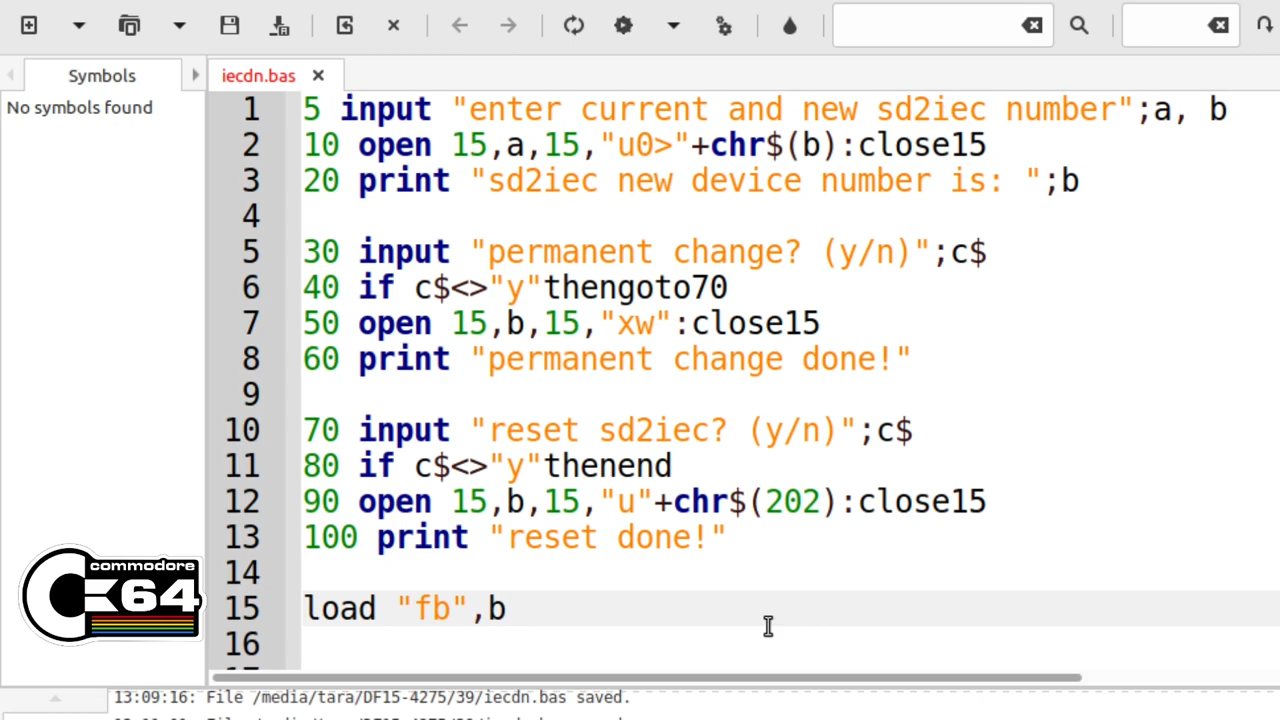 Symbols
iecdn.bas
No symbols found
1 5 input "enter current and new sd2iec number";a, b
2 10 open 15,a,15,"u0>"+chr$(b):close15
3 20 print "sd2iec new device number is: ";b
4
5 30 input "permanent change? (y/n)";c$
6 40 if c$<>"y"thengoto70
7 50 open 15,b,15,"xw":close15
8 60 print "permanent change done!"
9
10 70 input "reset sd2iec? (y/n)";c$
11 80 if c$<>"y"thenend
12 90 open 15,b,15,"u"+chr$(202):close15
13 100 print "reset done!"
14
15 load "fb",b
16
commodore
64
13:09:16: File /media/tara/DF15-4275/39/iecdn.bas saved.